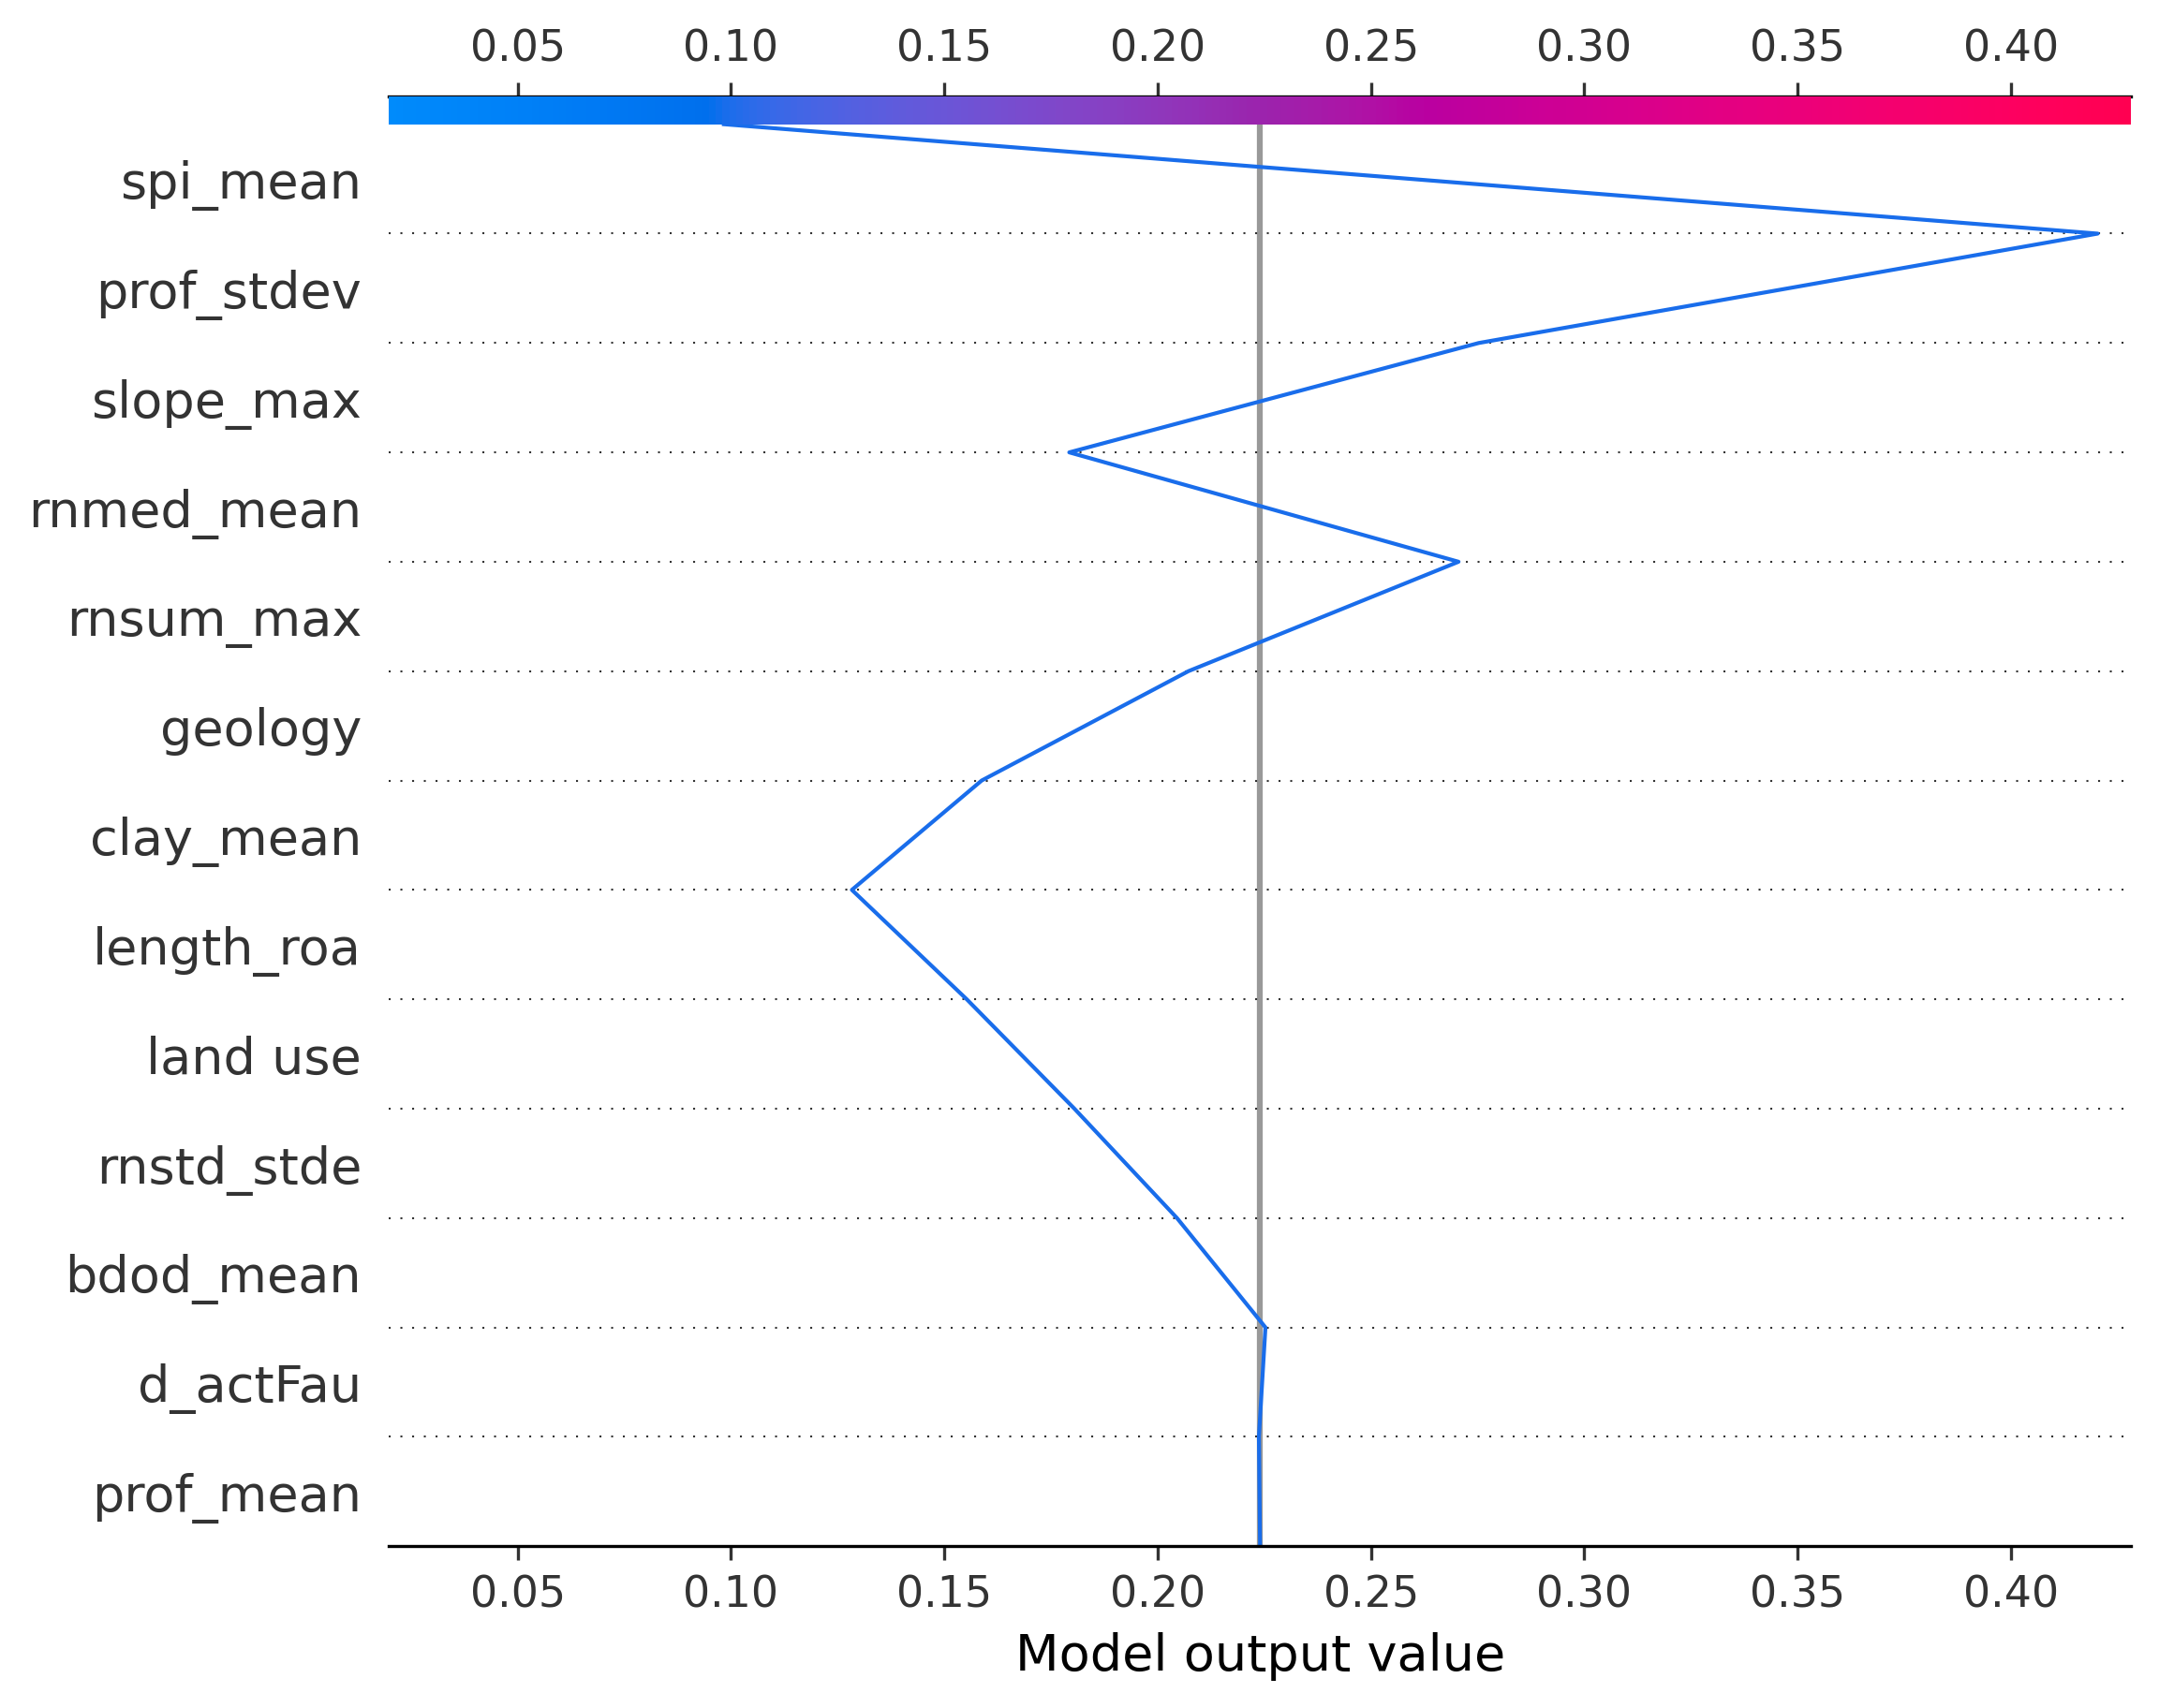 0.05 0.10 0.15 0.20 0.25 0.30 0.35 0.40
spi_mean
prof_stdev
slope_max
rnmed_mean
rnsum_max
geology
clay_mean
length_roa
land use
rnstd_stde
bdod_mean
d_actFau
prof_mean
0.05 0.10 0.15 0.20 0.25 0.30 0.35 0.40
Model output value